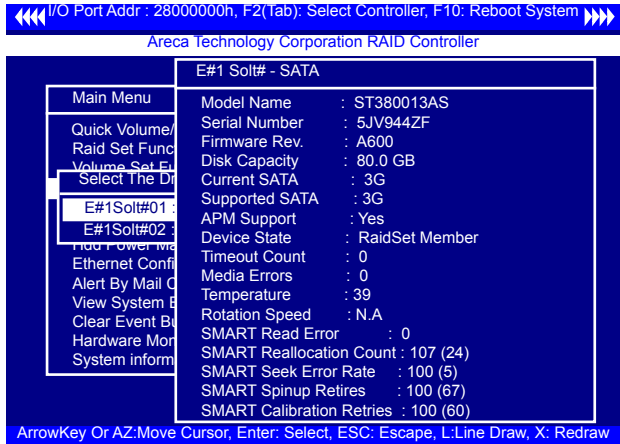 I/O Port Addr : 28000000h, F2(Tab): Select Controller, F10: Reboot System
Areca Technology Corporation RAID Controller
E#1 Solt# - SATA
Model Name : ST380013AS
Serial Number : 5JV944ZF
Firmware Rev. : A600
Disk Capacity : 80.0 GB
Current SATA : 3G
Supported SATA : 3G
APM Support : Yes
Device State : RaidSet Member
Timeout Count : 0
Media Errors : 0
Temperature : 39
Rotation Speed : N.A
SMART Read Error : 0
SMART Reallocation Count : 107 (24)
SMART Seek Error Rate : 100 (5)
SMART Spinup Retires : 100 (67)
SMART Calibration Retries : 100 (60)
Main Menu
Quick Volume/
Raid Set Func
Volume Set Fu
Select The Dr
E#1Solt#01 :
E#1Solt#02 :
Hdd Power Ma
Ethernet Confi
Alert By Mail C
View System E
Clear Event Bu
Hardware Mon
System inform
ArrowKey Or AZ:Move Cursor, Enter: Select, ESC: Escape, L:Line Draw, X: Redraw